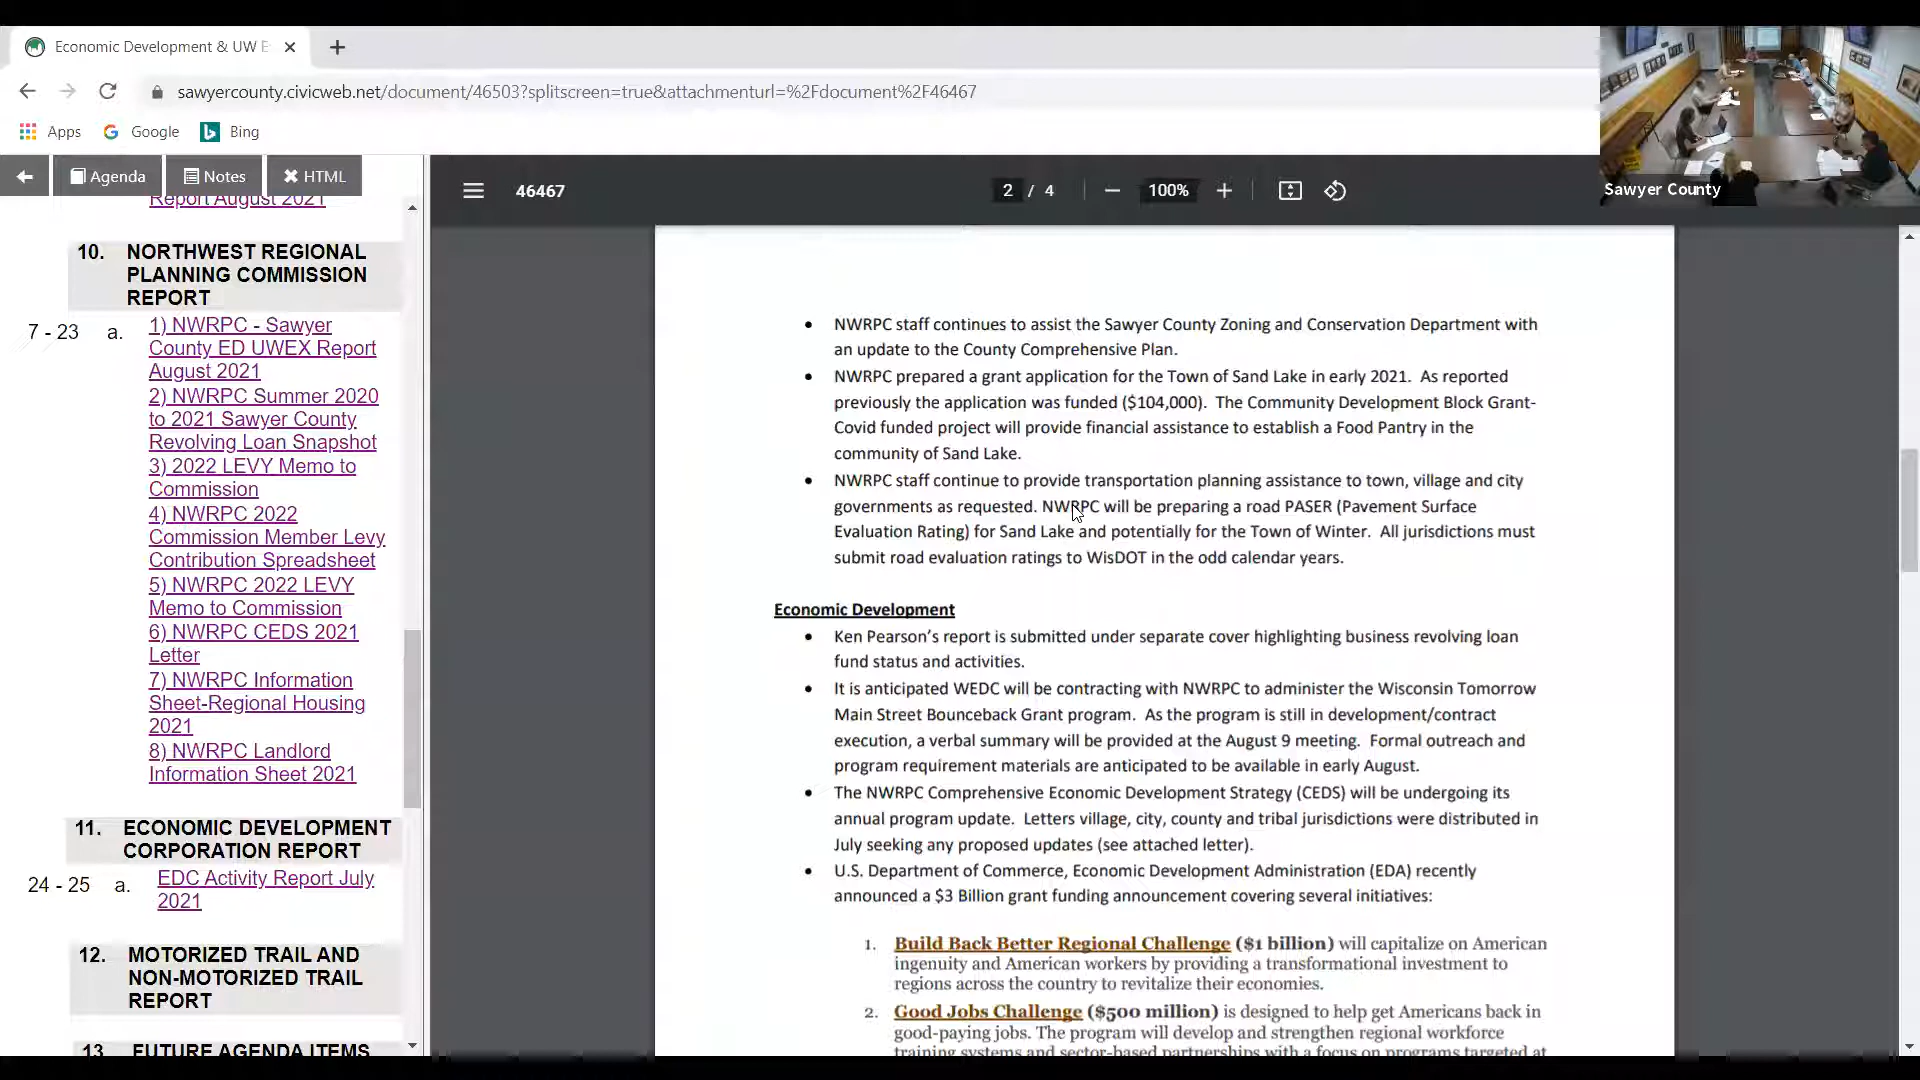 Economic Development & UW E
sawyercounty.civicweb.net/document/46503?splitscreen=true&attachmenturl=%2Fdocument%2F46467
Apps
Google
Bing
Agenda
Notes
HTML
46467
2 / 4
100%
Sawyer County
Report August 2021
10. NORTHWEST REGIONAL
PLANNING COMMISSION
REPORT
7 - 23 a. 1) NWRPC - Sawyer
County ED UWEX Report
August 2021
2) NWRPC Summer 2020
to 2021 Sawyer County
Revolving Loan Snapshot
3) 2022 LEVY Memo to
Commission
4) NWRPC 2022
Commission Member Levy
Contribution Spreadsheet
5) NWRPC 2022 LEVY
Memo to Commission
6) NWRPC CEDS 2021
Letter
7) NWRPC Information
Sheet-Regional Housing
2021
8) NWRPC Landlord
Information Sheet 2021
11. ECONOMIC DEVELOPMENT
CORPORATION REPORT
24 - 25 a. EDC Activity Report July
2021
12. MOTORIZED TRAIL AND
NON-MOTORIZED TRAIL
REPORT
13. FUTURE AGENDA ITEMS
• NWRPC staff continues to assist the Sawyer County Zoning and Conservation Department with
an update to the County Comprehensive Plan.
• NWRPC prepared a grant application for the Town of Sand Lake in early 2021. As reported
previously the application was funded ($104,000). The Community Development Block Grant-
Covid funded project will provide financial assistance to establish a Food Pantry in the
community of Sand Lake.
• NWRPC staff continue to provide transportation planning assistance to town, village and city
governments as requested. NWRPC will be preparing a road PASER (Pavement Surface
Evaluation Rating) for Sand Lake and potentially for the Town of Winter. All jurisdictions must
submit road evaluation ratings to WisDOT in the odd calendar years.
Economic Development
• Ken Pearson's report is submitted under separate cover highlighting business revolving loan
fund status and activities.
• It is anticipated WEDC will be contracting with NWRPC to administer the Wisconsin Tomorrow
Main Street Bounceback Grant program. As the program is still in development/contract
execution, a verbal summary will be provided at the August 9 meeting. Formal outreach and
program requirement materials are anticipated to be available in early August.
• The NWRPC Comprehensive Economic Development Strategy (CEDS) will be undergoing its
annual program update. Letters village, city, county and tribal jurisdictions were distributed in
July seeking any proposed updates (see attached letter).
• U.S. Department of Commerce, Economic Development Administration (EDA) recently
announced a $3 Billion grant funding announcement covering several initiatives:
1. Build Back Better Regional Challenge ($1 billion) will capitalize on American
ingenuity and American workers by providing a transformational investment to
regions across the country to revitalize their economies.
2. Good Jobs Challenge ($500 million) is designed to help get Americans back in
good-paying jobs. The program will develop and strengthen regional workforce
training systems and sector-based partnerships with a focus on programs targeted at